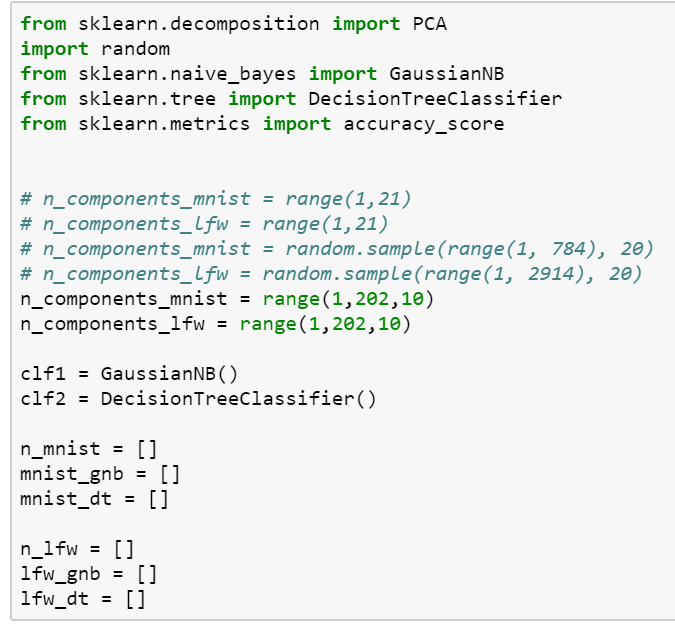 from sklearn.decomposition import PCA
import random
from sklearn.naive_bayes import GaussianNB
from sklearn.tree import DecisionTreeClassifier
from sklearn.metrics import accuracy_score
# n_components_mnist = range(1,21)
# n_components_lfw = range(1,21)
# n_components_mnist = random.sample(range(1, 784), 20)
# n_components_lfw = random.sample(range(1, 2914), 20)
n_components_mnist = range(1,202,10)
n_components_lfw = range(1,202,10)
clf1 = GaussianNB()
clf2 = DecisionTreeClassifier()
n_mnist = []
mnist_gnb = []
mnist_dt = []
n_lfw = []
lfw_gnb = []
lfw_dt = []